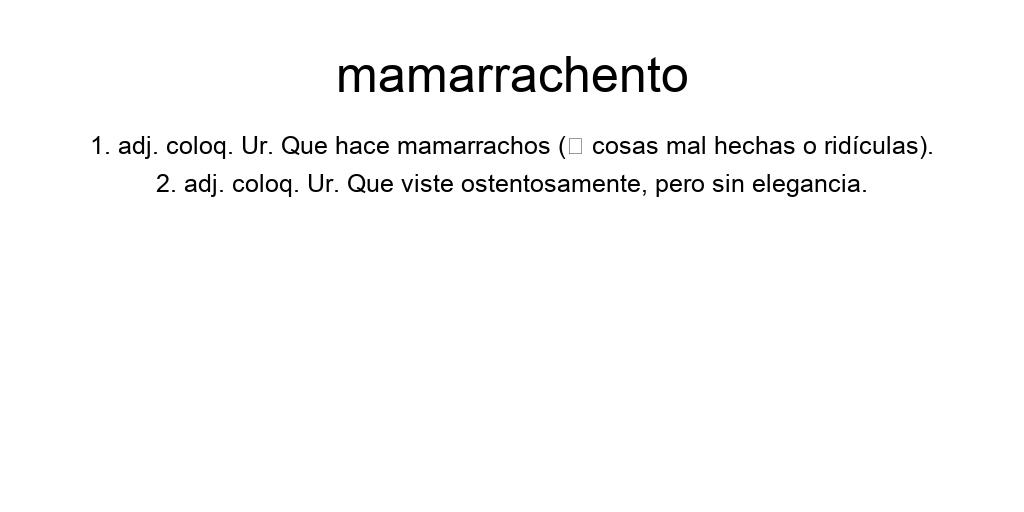 mamarrachento
1. adj. coloq. Ur. Que hace mamarrachos (□ cosas mal hechas o ridículas).
2. adj. coloq. Ur. Que viste ostentosamente, pero sin elegancia.